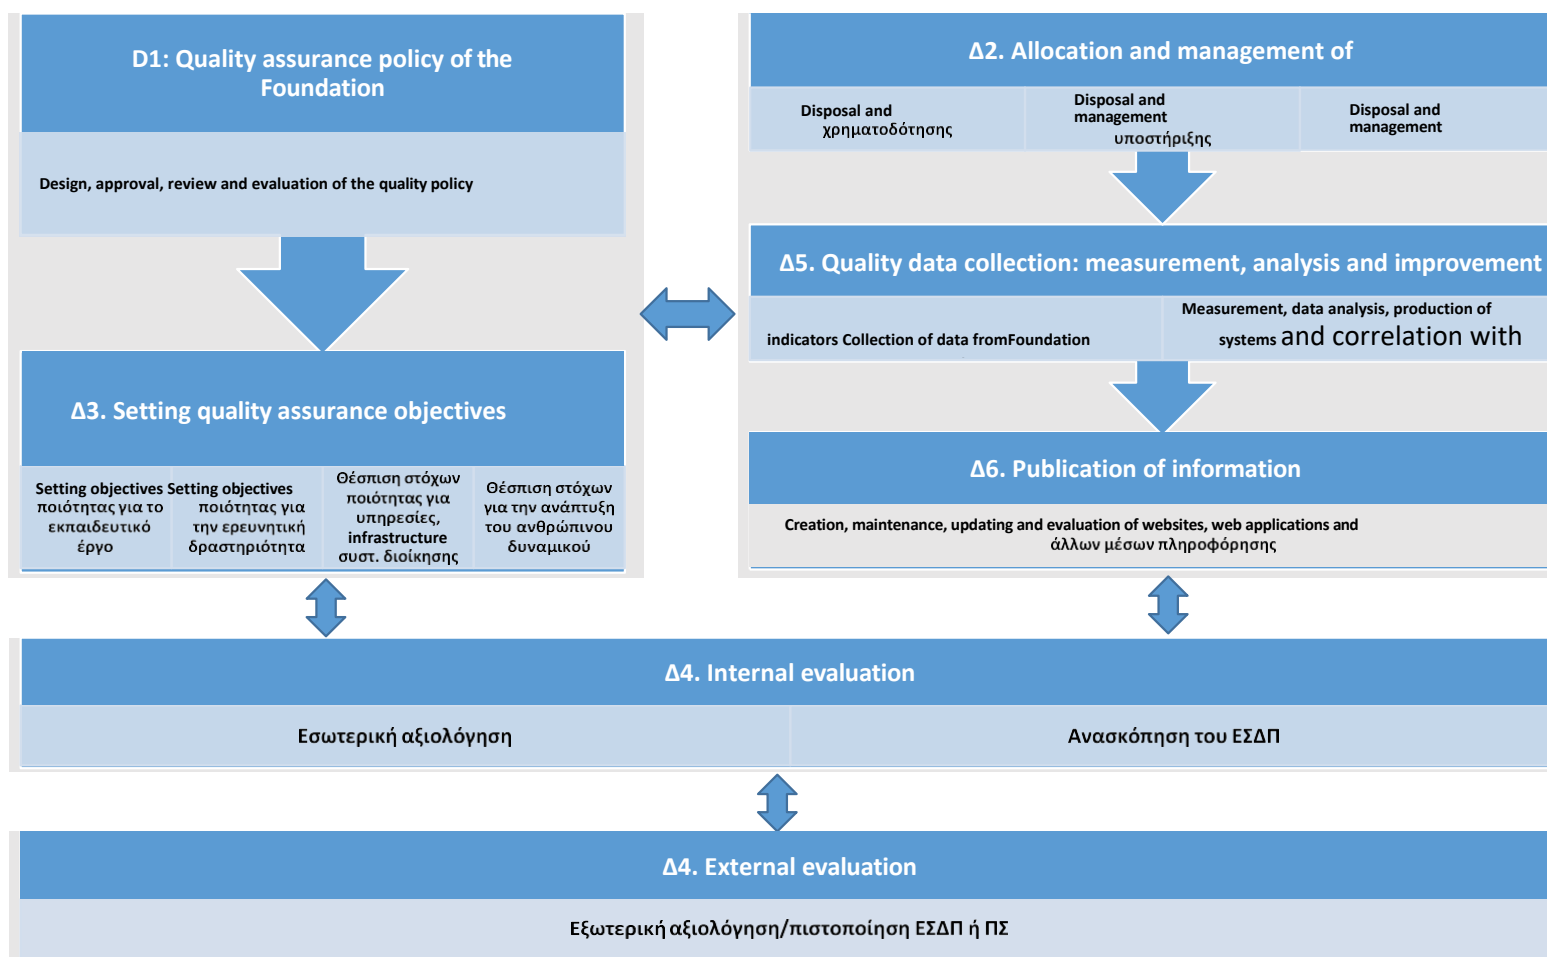 D1: Quality assurance policy of the
Foundation
Design, approval, review and evaluation of the quality policy
Δ3. Setting quality assurance objectives
Setting objectives
ποιότητας για το
εκπαιδευτικό
έργο
Setting objectives
ποιότητας για
την ερευνητική
δραστηριότητα
Θέσπιση στόχων
ποιότητας για
υπηρεσίες,
infrastructure
συστ. διοίκησης
Θέσπιση στόχων
για την ανάπτυξη
του ανθρώπινου
δυναμικού
Δ2. Allocation and management of
Disposal and
χρηματοδότησης
Disposal and
management
υποστήριξης
Disposal and
management
Δ5. Quality data collection: measurement, analysis and improvement
indicators Collection of data fromFoundation
Measurement, data analysis, production of
systems and correlation with
Δ6. Publication of information
Creation, maintenance, updating and evaluation of websites, web applications and
άλλων μέσων πληροφόρησης
Δ4. Internal evaluation
Εσωτερική αξιολόγηση
Ανασκόπηση του ΕΣΔΠ
Δ4. External evaluation
Εξωτερική αξιολόγηση/πιστοποίηση ΕΣΔΠ ή ΠΣ